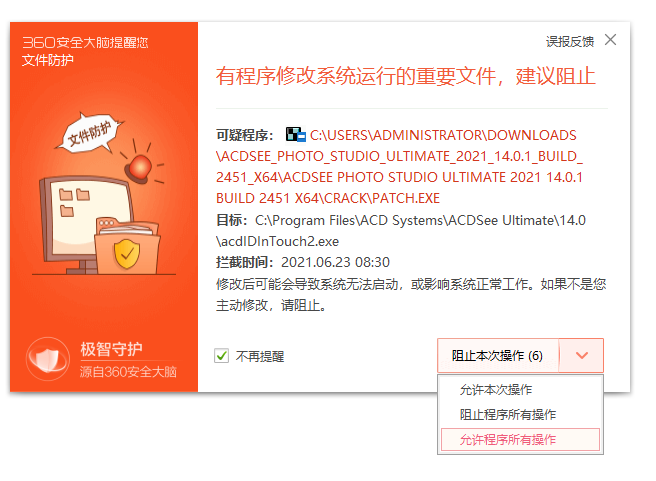 360安全大脑提醒您
文件防护
误报反馈
有程序修改系统运行的重要文件，建议阻止
文件防护
可疑程序： C:\USERS\ADMINISTRATOR\DOWNLOADS
\ACDSEE_PHOTO_STUDIO_ULTIMATE_2021_14.0.1_BUILD_
2451_X64\ACDSEE PHOTO STUDIO ULTIMATE 2021 14.0.1
BUILD 2451 X64\CRACK\PATCH.EXE
目标：C:\Program Files\ACD Systems\ACDSee Ultimate\14.0
\acdIDInTouch2.exe
拦截时间：2021.06.23 08:30
修改后可能会导致系统无法启动，或影响系统正常工作。如果不是您
主动修改，请阻止。
极智守护
源自360安全大脑
不再提醒
阻止本次操作 (6)
允许本次操作
阻止程序所有操作
允许程序所有操作